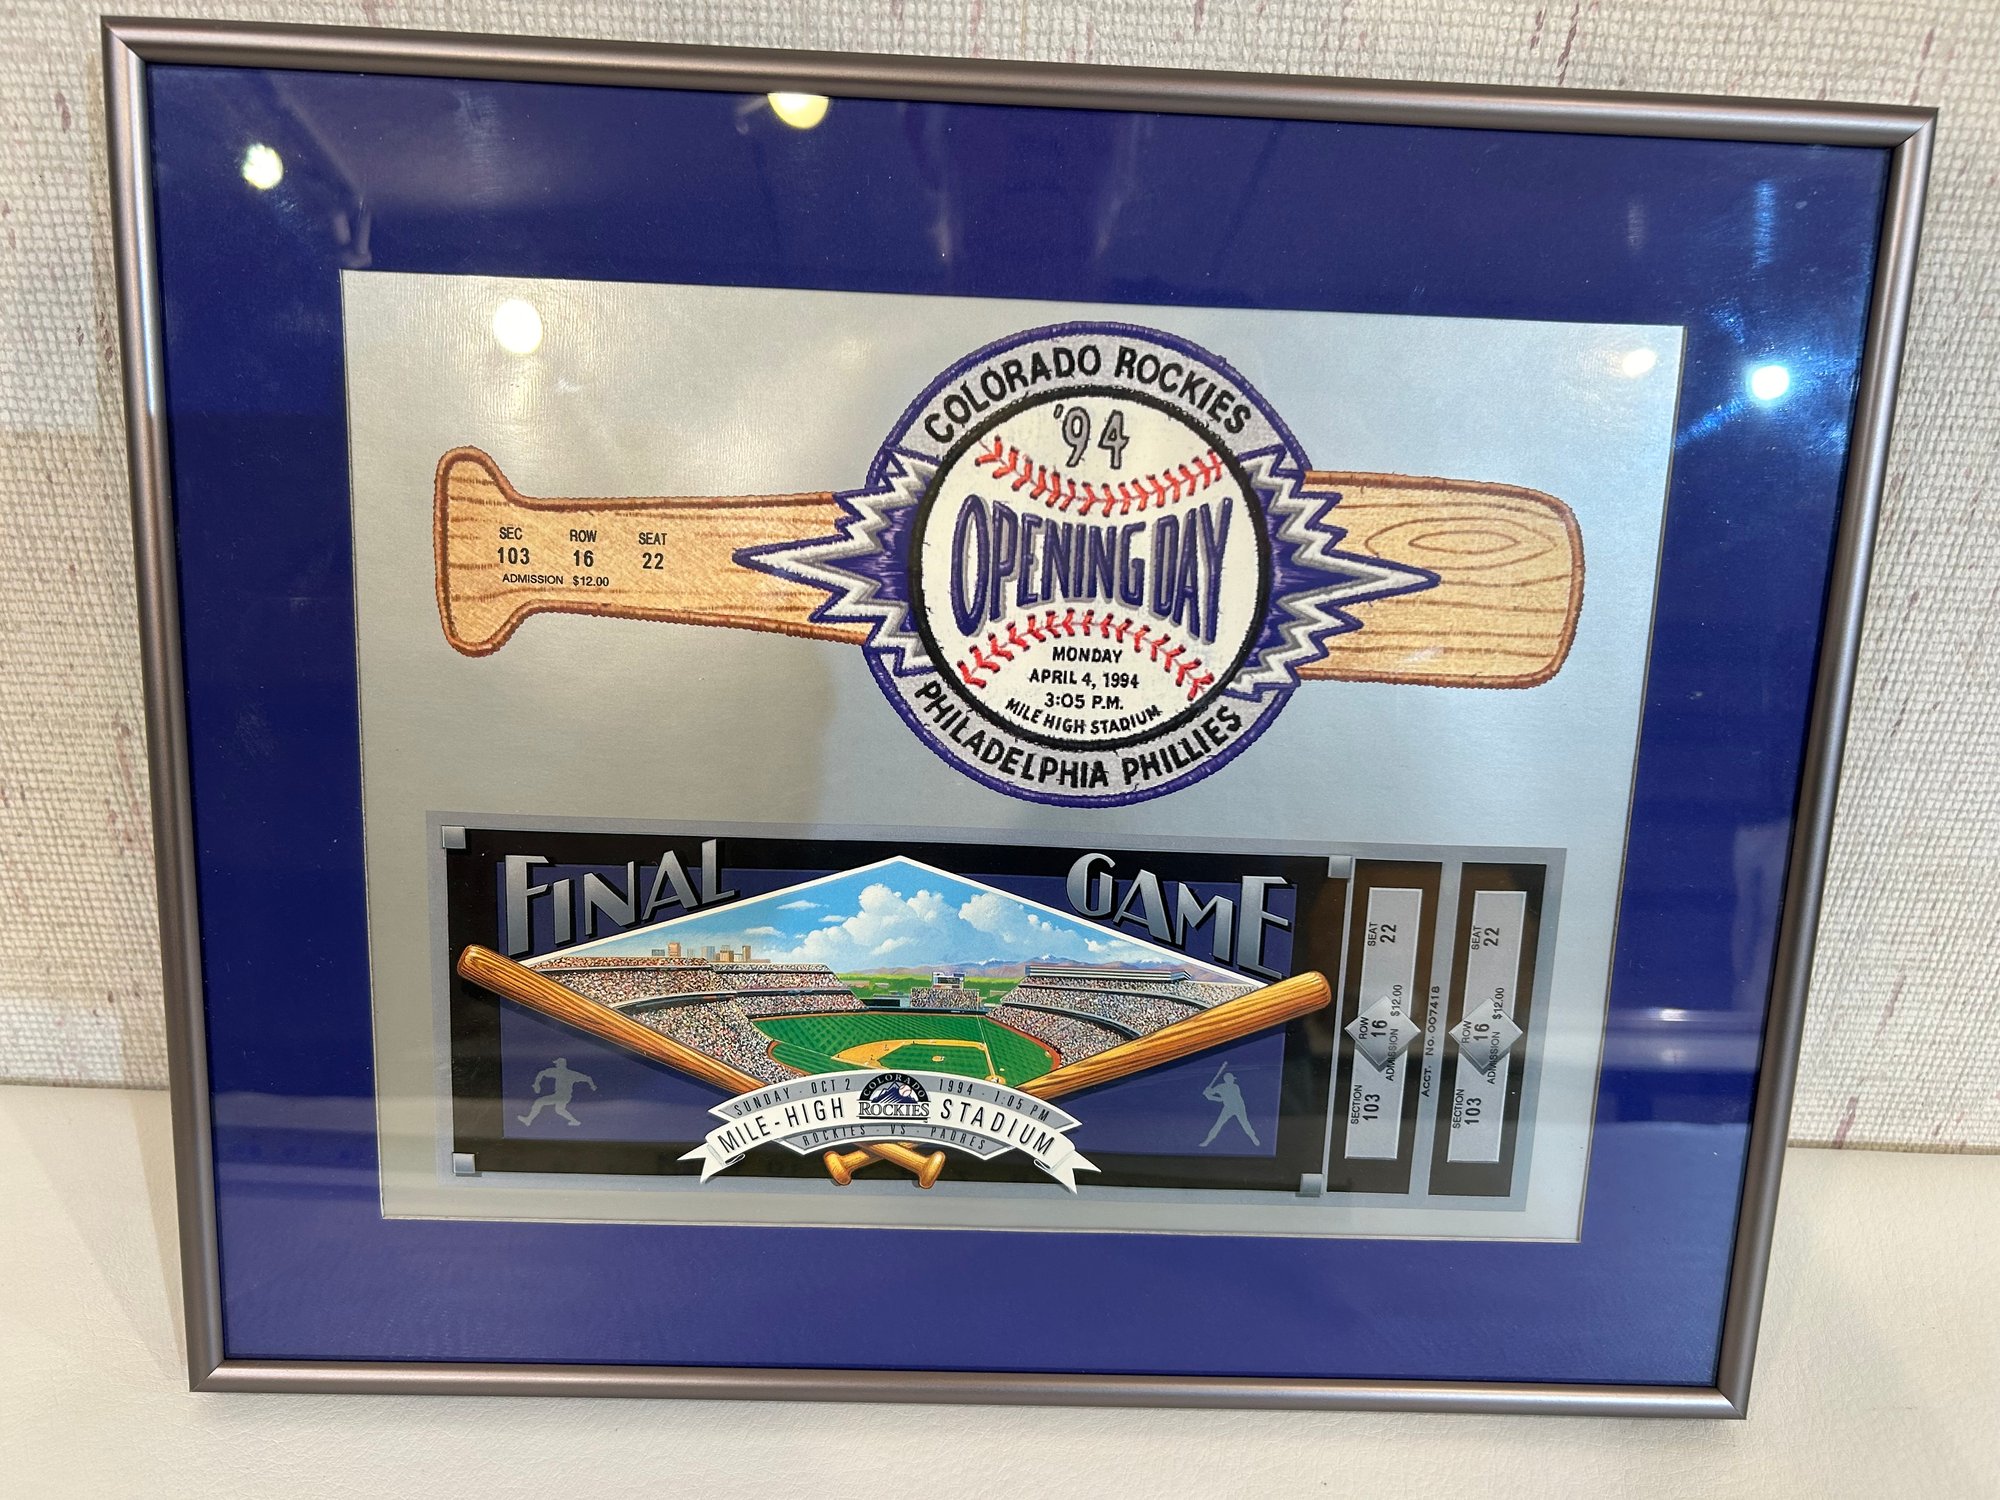 COLORADO ROCKIES
'94
OPENING DAY
MONDAY
APRIL 4, 1994
3:05 P.M.
MILE HIGH STADIUM
PHILADELPHIA PHILLIES
SEC ROW SEAT
103 16 22
ADMISSION $12.00
FINAL GAME
SUNDAY - OCT 2 1994 - 1:05 PM
COLORADO
ROCKIES
MILE-HIGH STADIUM
ROCKIES - VS - PADRES
SECTION ROW SEAT
103 16 22
ADMISSION $12.00
ACCT. No. 007418
SECTION ROW SEAT
103 16 22
ADMISSION $12.00